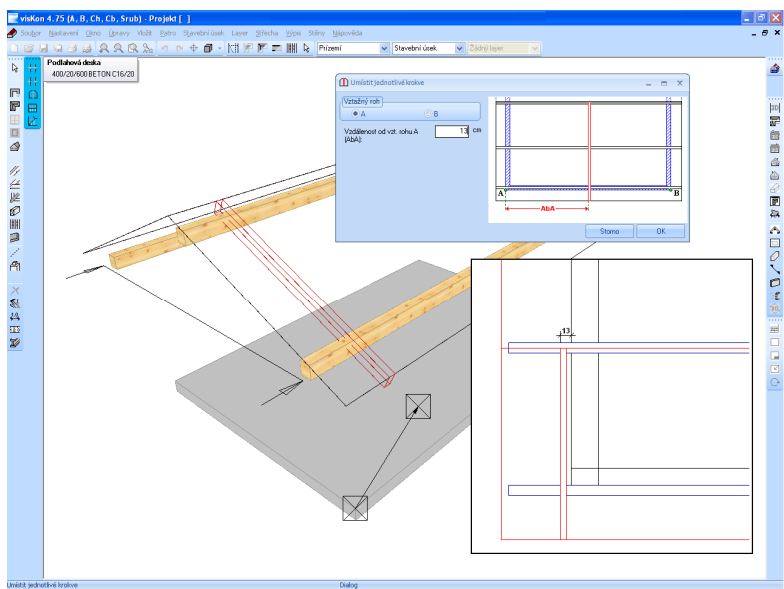 visKon 4.75 (A, B, Ch, Cb, Srub) - Projekt [ ]
Soubor Nastavení Okno Úpravy Vložit Patro Stavební úsek Layer Střecha Výpis Stěny Nápověda
Přízemí Stavební úsek Žádný layer
Podlahová deska
400/20/600 BETON C16/20
Umístit jednotlivé krokve
Vztažný roh
A B
Vzdálenost od vzt. rohu A 13 cm
(AbA):
A B
AbA
Storno OK
13
Umístit jednotlivé krokve Dialog